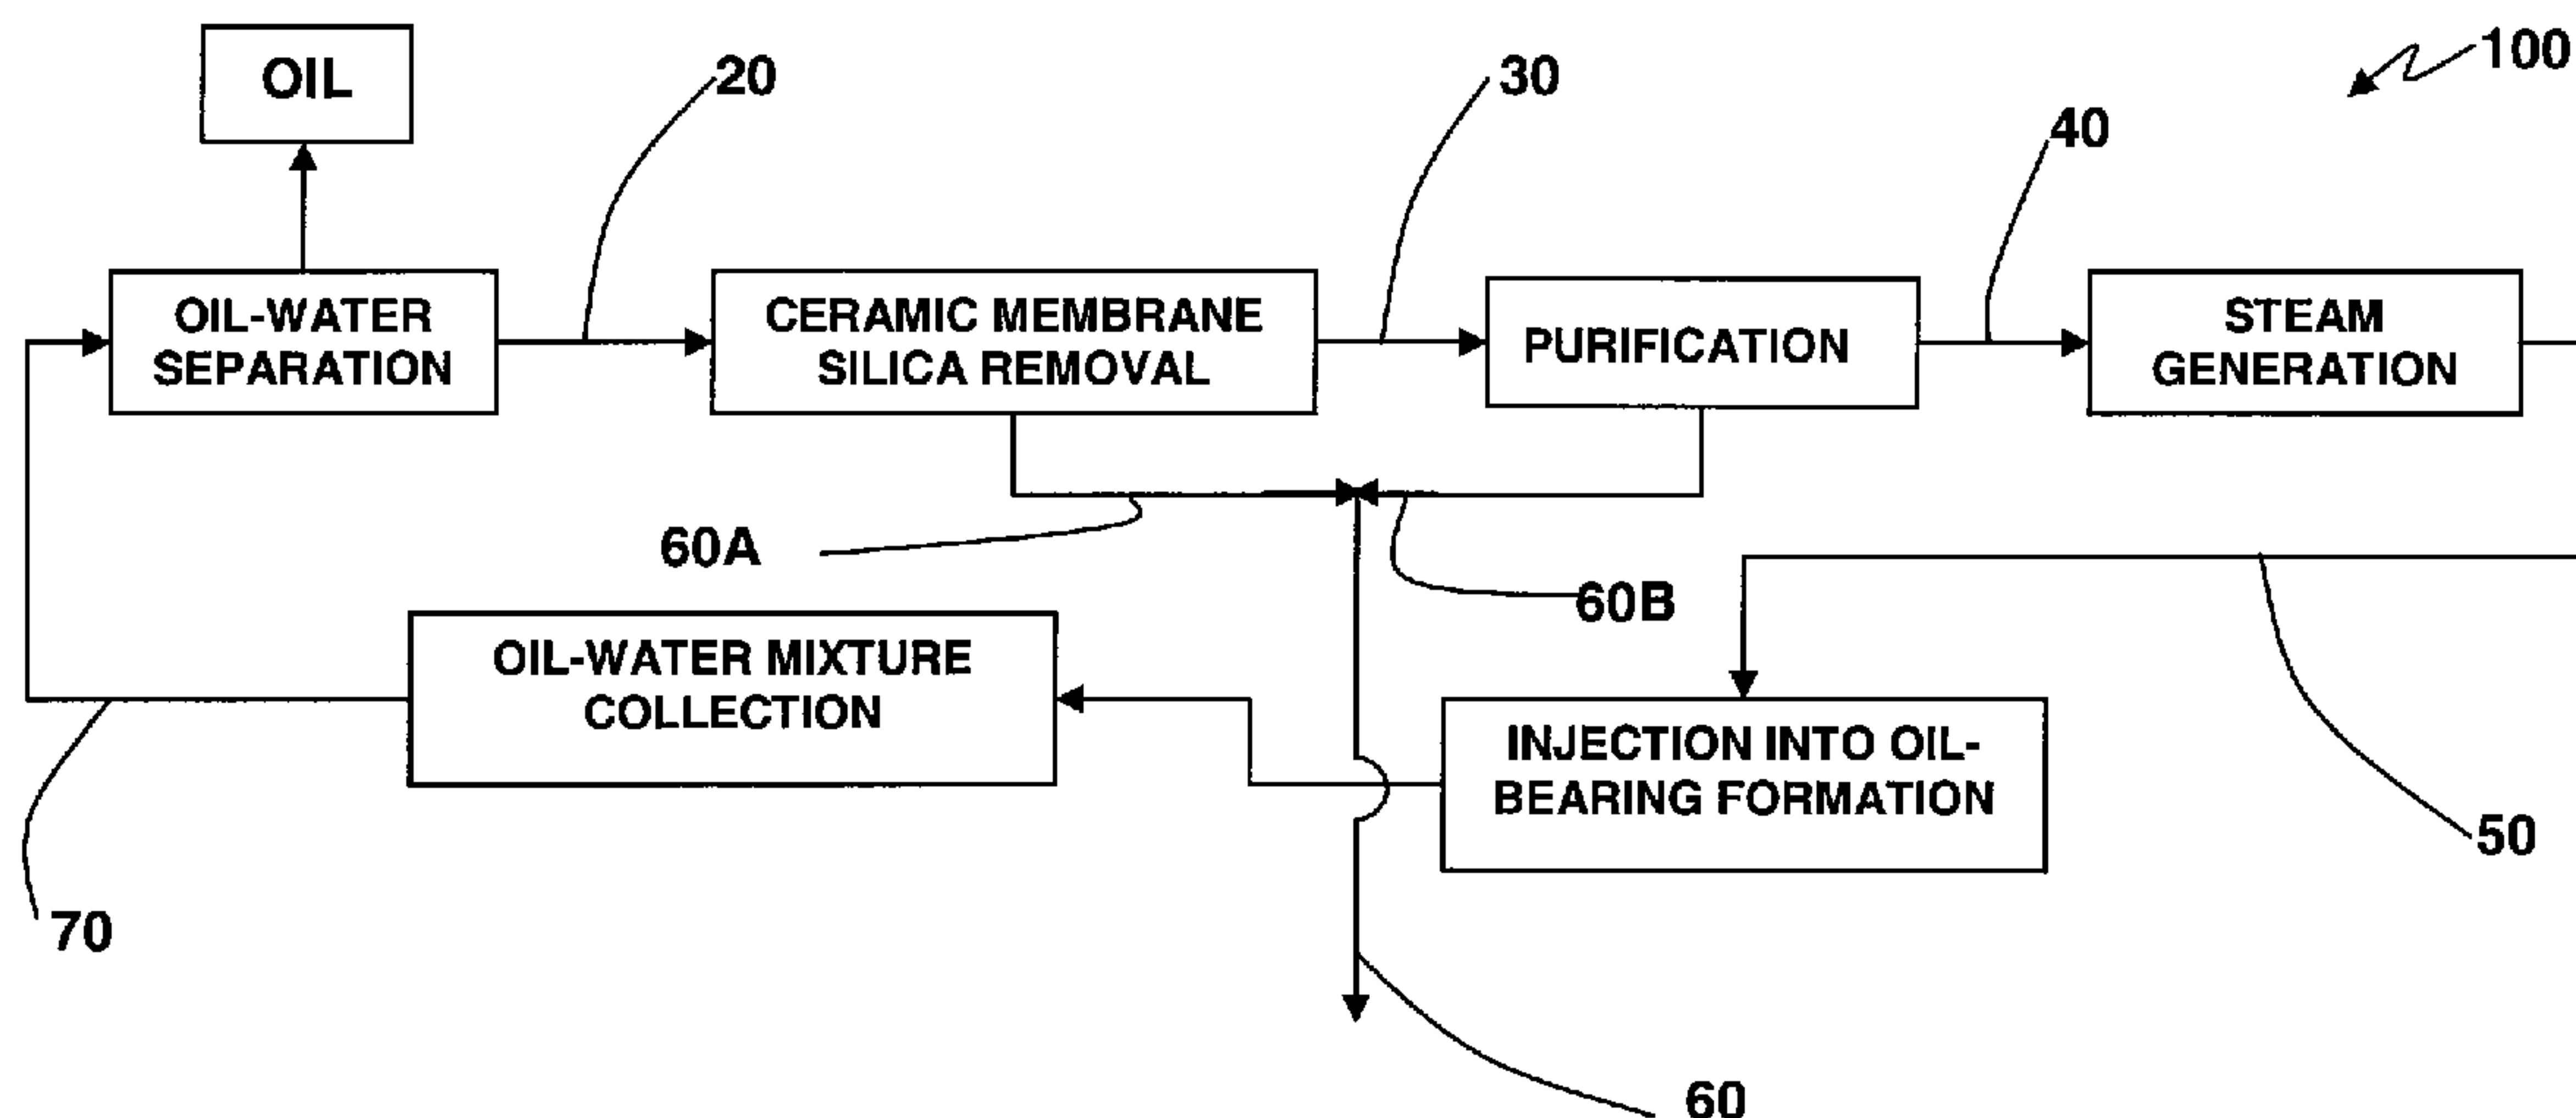 OIL
20
30
100
40
OIL-WATER
SEPARATION
CERAMIC MEMBRANE
SILICA REMOVAL
PURIFICATION
STEAM
GENERATION
60A
60B
OIL-WATER MIXTURE
COLLECTION
INJECTION INTO OIL-
BEARING FORMATION
50
70
60